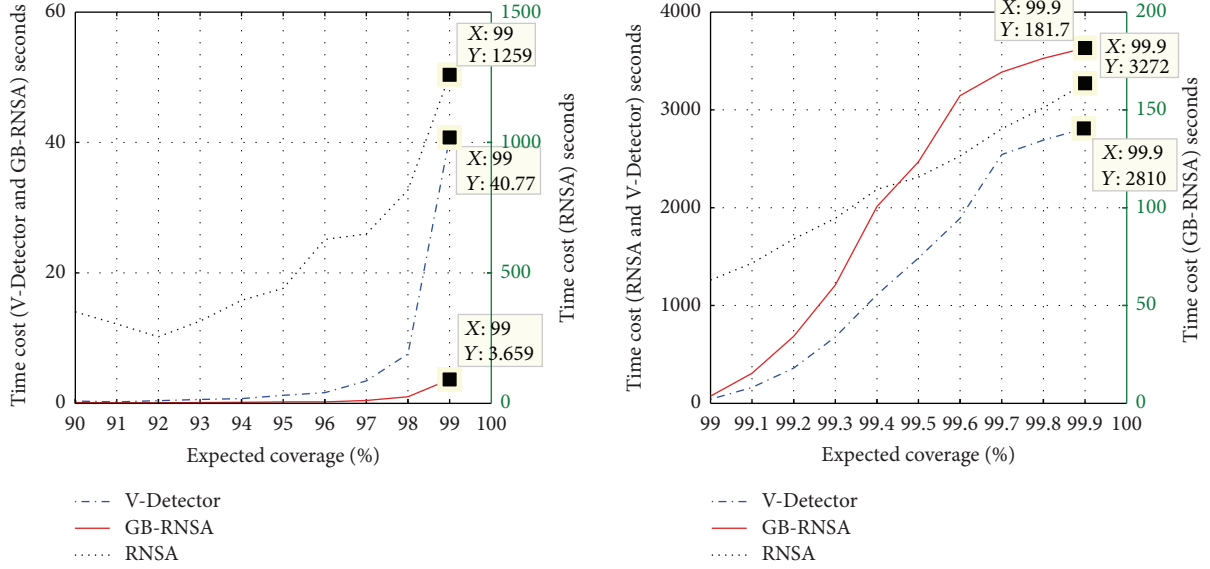 60
40
20
0
Time cost (V-Detector and GB-RNSA) seconds
X: 99
Y: 1259
X: 99
Y: 40.77
X: 99
Y: 3.659
1500
1000
500
0
Time cost (RNSA) seconds
90 91 92 93 94 95 96 97 98 99 100
Expected coverage (%)
V-Detector
GB-RNSA
RNSA
4000
3000
2000
1000
0
Time cost (RNSA and V-Detector) seconds
X: 99.9
Y: 181.7
X: 99.9
Y: 3272
X: 99.9
Y: 2810
200
150
100
50
0
Time cost (GB-RNSA) seconds
99 99.1 99.2 99.3 99.4 99.5 99.6 99.7 99.8 99.9 100
Expected coverage (%)
V-Detector
GB-RNSA
RNSA